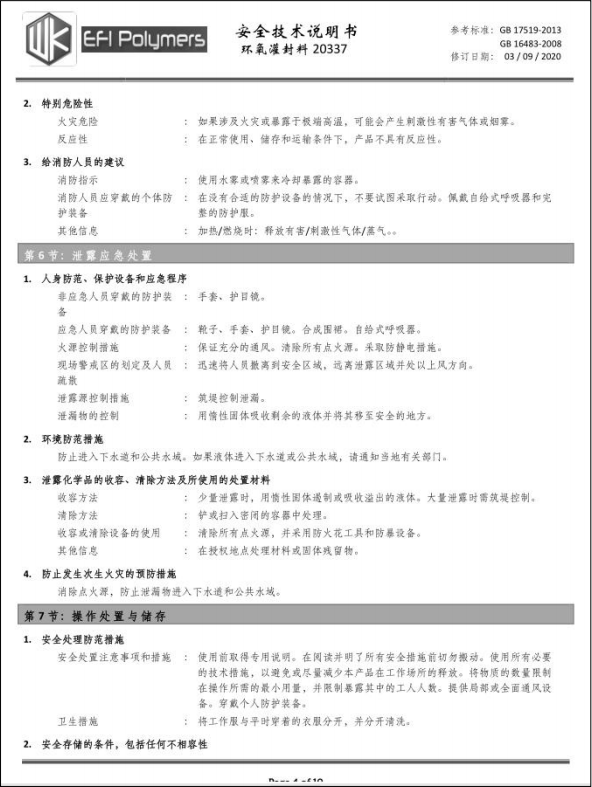 WK EFI Polymers
安全技术说明书
环氧灌封料 20337
参考标准: GB 17519-2013
GB 16483-2008
修订日期: 03 / 09 / 2020
2. 特别危险性
火灾危险 : 如果涉及火灾或暴露于极端高温，可能会产生刺激性有害气体或烟雾。
反应性 : 在正常使用、储存和运输条件下，产品不具有反应性。
3. 给消防人员的建议
消防指示 : 使用水雾或喷雾来冷却暴露的容器。
消防人员应穿戴的个体防 : 在没有合适的防护设备的情况下，不要试图采取行动。佩戴自给式呼吸器和完
护装备 整的防护服。
其他信息 : 加热/燃烧时：释放有害/刺激性气体/蒸气。。
第 6 节: 泄露应急处置
1. 人身防范、保护设备和应急程序
非应急人员穿戴的防护装 : 手套、护目镜。
备
应急人员穿戴的防护装备 : 靴子、手套、护目镜。合成围裙。自给式呼吸器。
火源控制措施 : 保证充分的通风。清除所有点火源。采取防静电措施。
现场警戒区的划定及人员 : 迅速将人员撤离到安全区域，远离泄露区域并处以上风方向。
疏散
泄露源控制措施 : 筑堤控制泄漏。
泄漏物的控制 : 用惰性固体吸收剩余的液体并将其移至安全的地方。
2. 环境防范措施
防止进入下水道和公共水域。如果液体进入下水道或公共水域，请通知当地有关部门。
3. 泄露化学品的收容、清除方法及所使用的处置材料
收容方法 : 少量泄露时，用惰性固体遏制或吸收溢出的液体。大量泄露时需筑堤控制。
清除方法 : 铲或扫入密闭的容器中处理。
收容或清除设备的使用 : 清除所有点火源，并采用防火花工具和防暴设备。
其他信息 : 在授权地点处理材料或固体残留物。
4. 防止发生次生火灾的预防措施
消除点火源，防止泄漏物进入下水道和公共水域。
第 7 节: 操作处置与储存
1. 安全处理防范措施
安全处置注意事项和措施 : 使用前取得专用说明。在阅读并明了所有安全措施前切勿搬动。使用所有必要
的技术措施，以避免或尽量减少本产品在工作场所的释放。将物质的数量限制
在操作所需的最小用量，并限制暴露其中的工人人数。提供局部或全面通风设
备。穿戴个人防护装备。
卫生措施 : 将工作服与平时穿着的衣服分开，并分开清洗。
2. 安全存储的条件，包括任何不相容性
Page 4 of 10